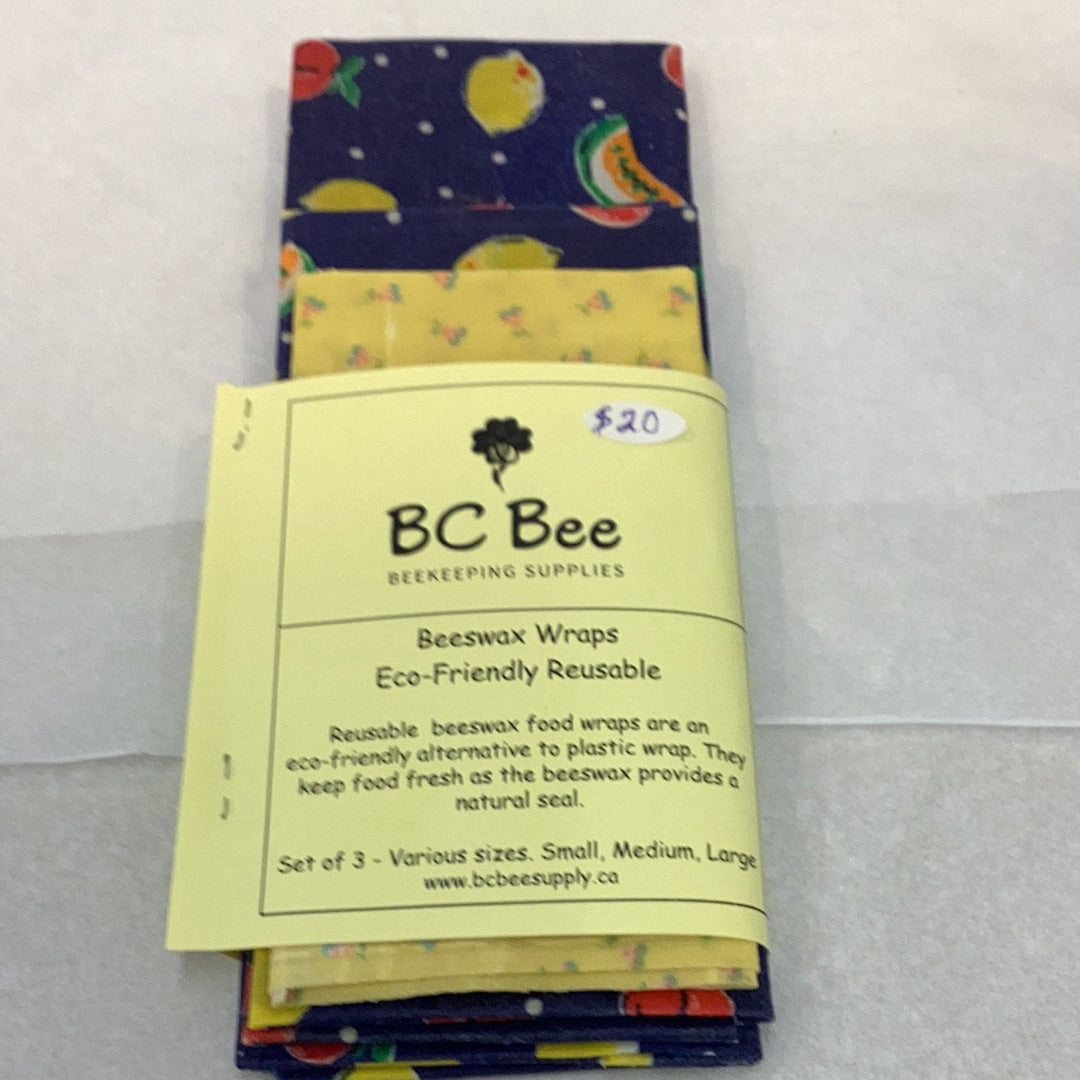 $20
BC Bee
BEEKEEPING SUPPLIES
Beeswax Wraps
Eco-Friendly Reusable
Reusable beeswax food wraps are an
eco-friendly alternative to plastic wrap. They
keep food fresh as the beeswax provides a
natural seal.
Set of 3 - Various sizes. Small, Medium, Large
www.bcbeesupply.ca